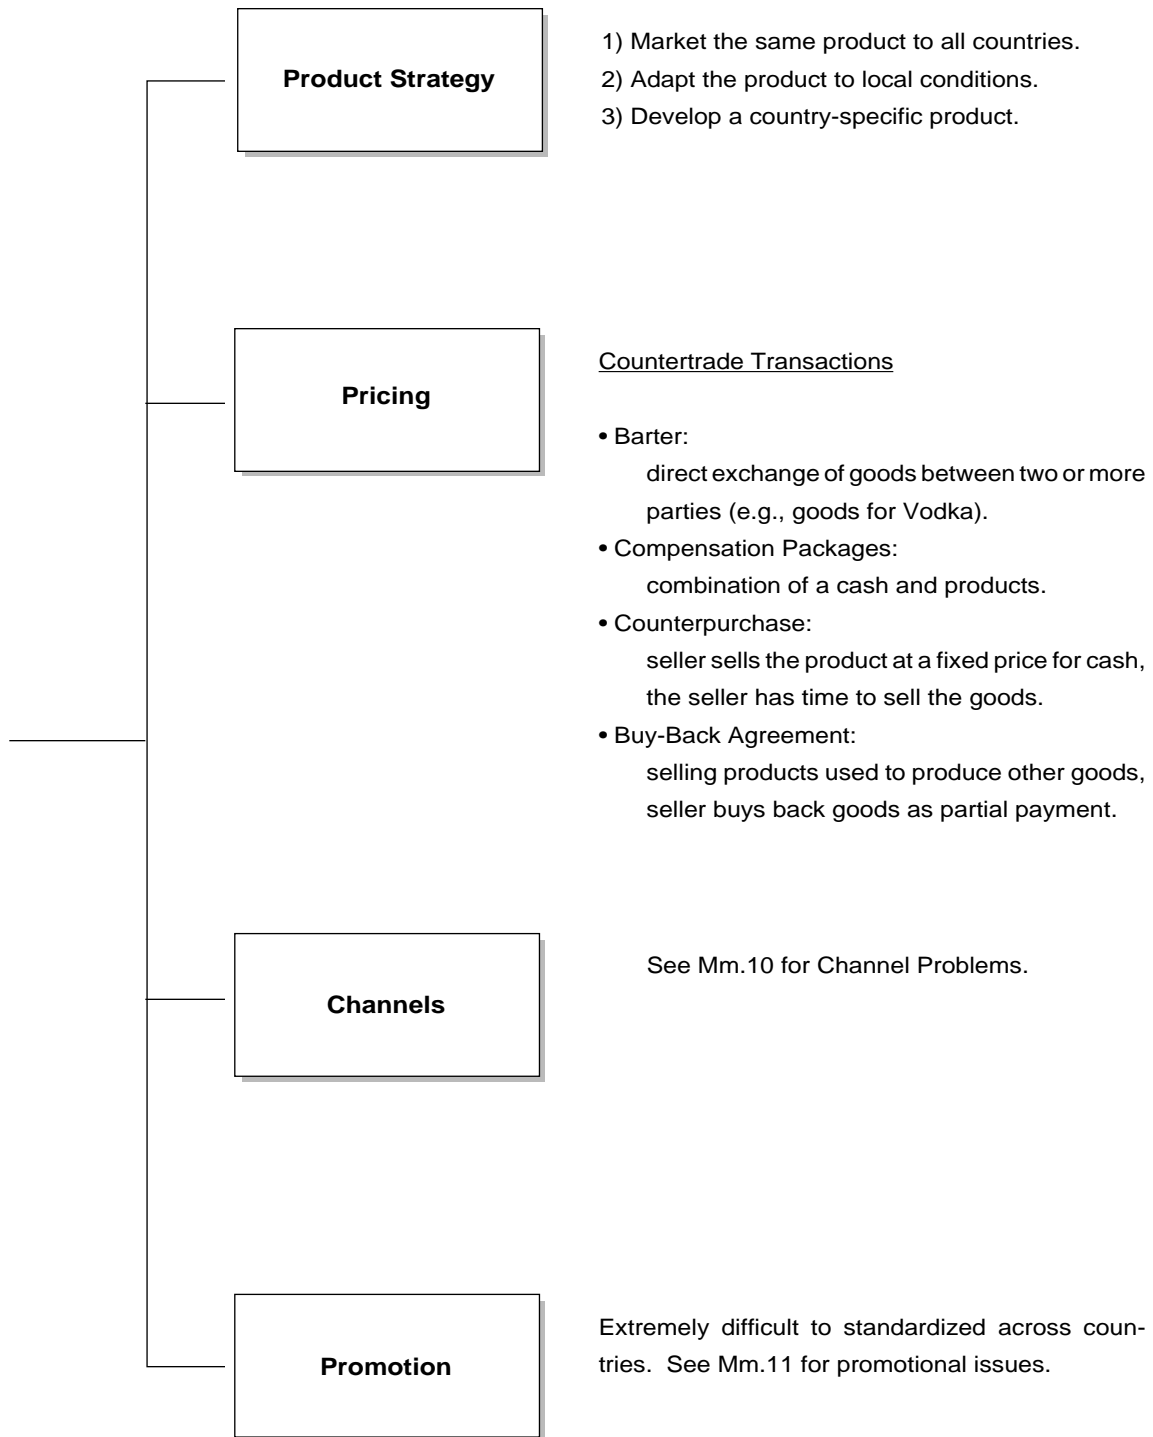 Product Strategy
1) Market the same product to all countries.
2) Adapt the product to local conditions.
3) Develop a country-specific product.
Pricing
Countertrade Transactions
• Barter:
direct exchange of goods between two or more
parties (e.g., goods for Vodka).
• Compensation Packages:
combination of a cash and products.
• Counterpurchase:
seller sells the product at a fixed price for cash,
the seller has time to sell the goods.
• Buy-Back Agreement:
selling products used to produce other goods,
seller buys back goods as partial payment.
Channels
See Mm.10 for Channel Problems.
Promotion
Extremely difficult to standardized across coun-
tries. See Mm.11 for promotional issues.